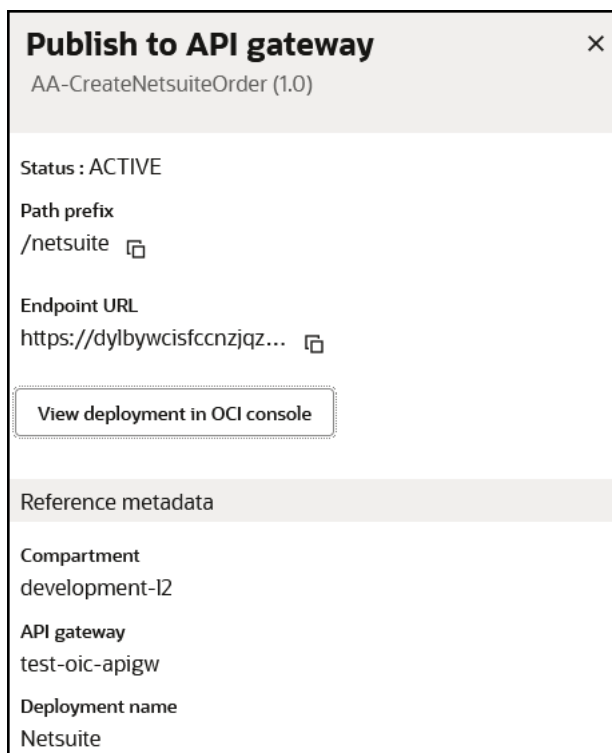 Publish to API gateway
AA-CreateNetsuiteOrder (1.0)
Status : ACTIVE
Path prefix
/netsuite
Endpoint URL
https://dylbywcisfccnzjqz...
View deployment in OCI console
Reference metadata
Compartment
development-l2
API gateway
test-oic-apigw
Deployment name
Netsuite